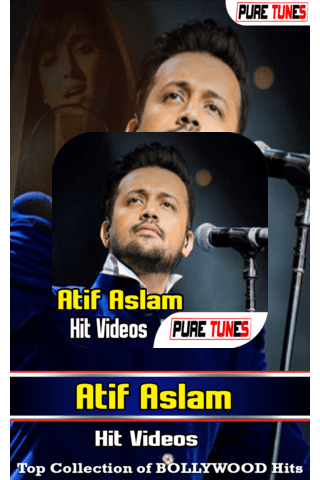 PURE TUNES
Atif Aslam
Hit Videos
PURE TUNES
Atif Aslam
Hit Videos
Top Collection of BOLLYWOOD Hits